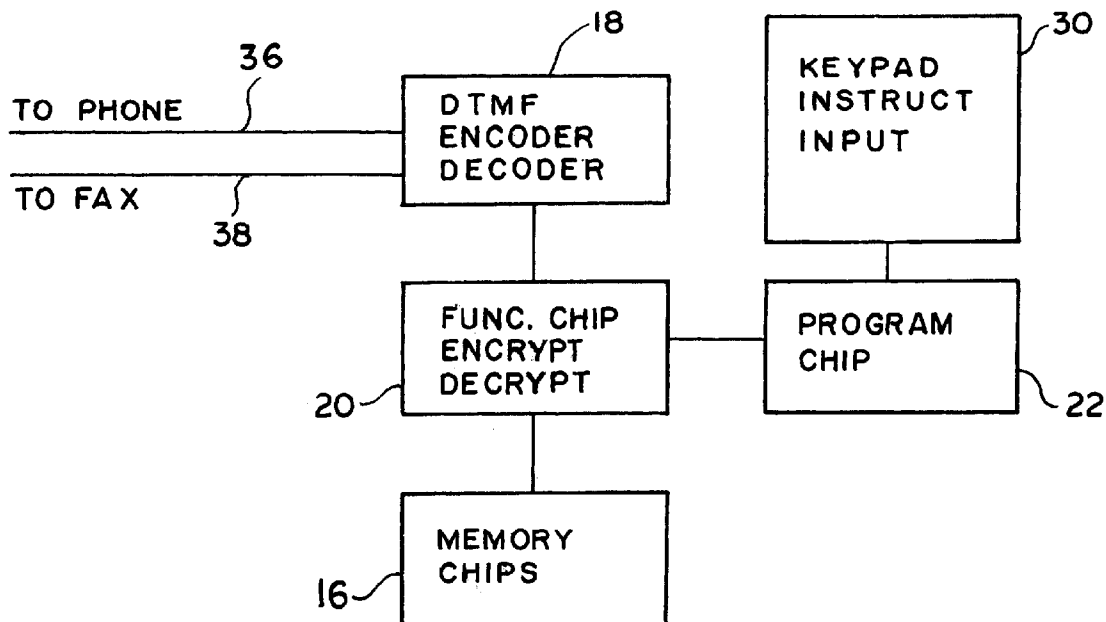 18
30
36
TO PHONE
DTMF
ENCODER
DECODER
KEYPAD
INSTRUCT
INPUT
TO FAX
38
FUNC. CHIP
ENCRYPT
DECRYPT
20
PROGRAM
CHIP
22
MEMORY
CHIPS
16